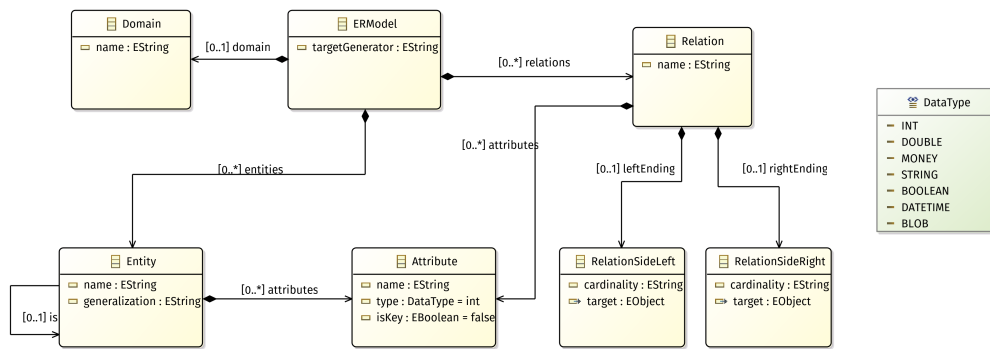 Domain
name : EString
[0..1] domain
ERModel
targetGenerator : EString
[0..*] relations
Relation
name : EString
DataType
INT
DOUBLE
MONEY
STRING
BOOLEAN
DATETIME
BLOB
[0..*] entities
[0..*] attributes
[0..1] leftEnding
[0..1] rightEnding
Entity
name : EString
generalization : EString
[0..1] is
[0..*] attributes
Attribute
name : EString
type : DataType = int
isKey : EBoolean = false
RelationSideLeft
cardinality : EString
target : EObject
RelationSideRight
cardinality : EString
target : EObject